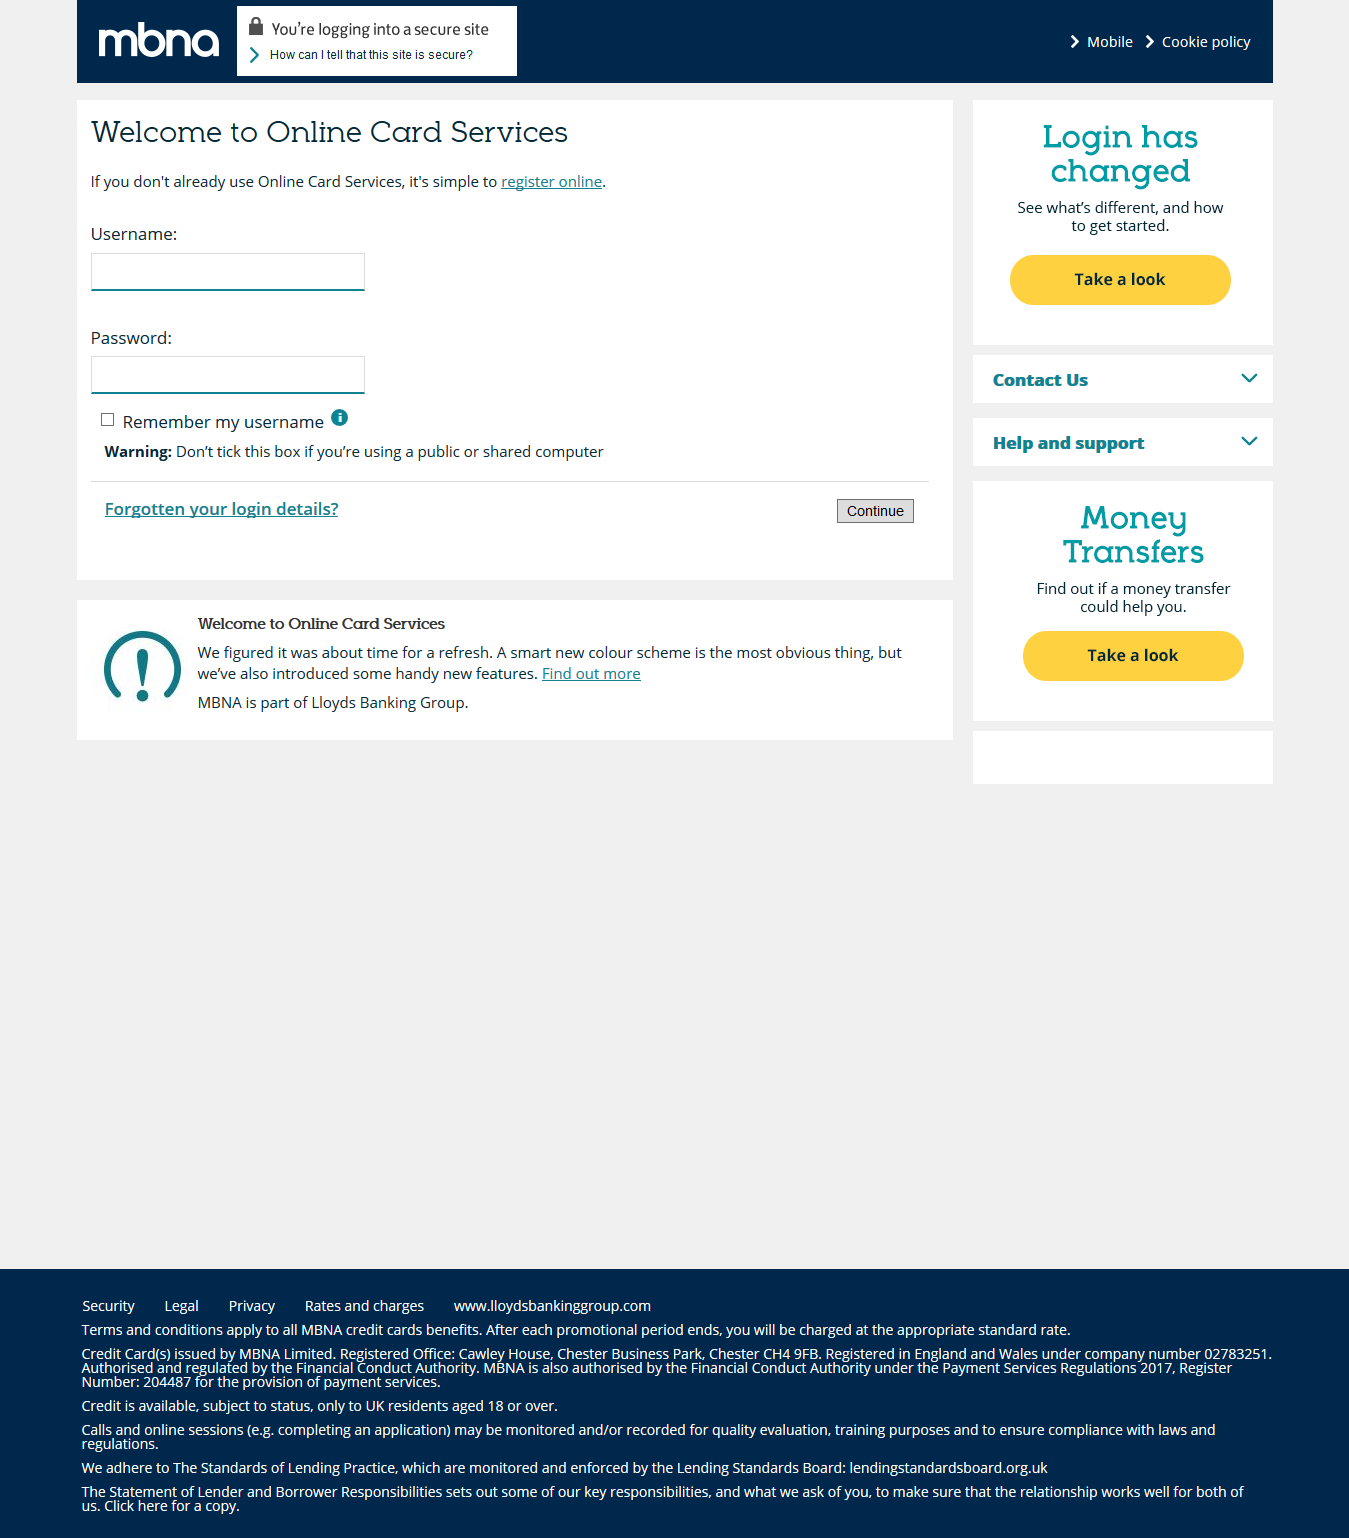 mbna
You're logging into a secure site
How can I tell that this site is secure?
Mobile
Cookie policy
Welcome to Online Card Services
If you don't already use Online Card Services, it's simple to register online.
Username:
Password:
Remember my username
Warning: Don't tick this box if you're using a public or shared computer
Forgotten your login details?
Continue
Welcome to Online Card Services
We figured it was about time for a refresh. A smart new colour scheme is the most obvious thing, but
we've also introduced some handy new features. Find out more
MBNA is part of Lloyds Banking Group.
Login has
changed
See what's different, and how
to get started.
Take a look
Contact Us
Help and support
Money
Transfers
Find out if a money transfer
could help you.
Take a look
Security
Legal
Privacy
Rates and charges
www.lloydsbankinggroup.com
Terms and conditions apply to all MBNA credit cards benefits. After each promotional period ends, you will be charged at the appropriate standard rate.
Credit Card(s) issued by MBNA Limited. Registered Office: Cawley House, Chester Business Park, Chester CH4 9FB. Registered in England and Wales under company number 02783251.
Authorised and regulated by the Financial Conduct Authority. MBNA is also authorised by the Financial Conduct Authority under the Payment Services Regulations 2017, Register
Number: 204487 for the provision of payment services.
Credit is available, subject to status, only to UK residents aged 18 or over.
Calls and online sessions (e.g. completing an application) may be monitored and/or recorded for quality evaluation, training purposes and to ensure compliance with laws and
regulations.
We adhere to The Standards of Lending Practice, which are monitored and enforced by the Lending Standards Board: lendingstandardsboard.org.uk
The Statement of Lender and Borrower Responsibilities sets out some of our key responsibilities, and what we ask of you, to make sure that the relationship works well for both of
us. Click here for a copy.